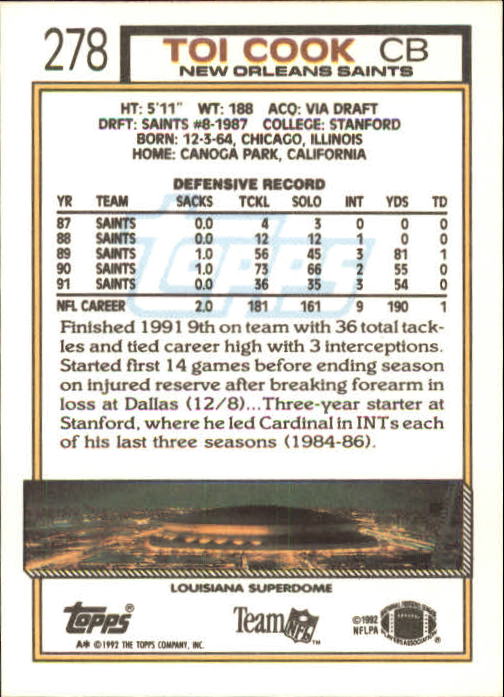 278 TOI COOK CB
NEW ORLEANS SAINTS
HT: 5'11" WT: 188 ACQ: VIA DRAFT
DRFT: SAINTS #8-1987 COLLEGE: STANFORD
BORN: 12-3-64, CHICAGO, ILLINOIS
HOME: CANOGA PARK, CALIFORNIA
DEFENSIVE RECORD
YR TEAM SACKS TCKL SOLO INT YDS TD
87 SAINTS 0.0 4 3 0 0 0
88 SAINTS 0.0 12 12 1 0 0
89 SAINTS 1.0 56 45 3 81 1
90 SAINTS 1.0 73 66 2 55 0
91 SAINTS 0.0 36 35 3 54 0
NFL CAREER 2.0 181 161 9 190 1
Topps
Finished 1991 9th on team with 36 total tack-
les and tied career high with 3 interceptions.
Started first 14 games before ending season
on injured reserve after breaking forearm in
loss at Dallas (12/8)...Three-year starter at
Stanford, where he led Cardinal in INTs each
of his last three seasons (1984-86).
LOUISIANA SUPERDOME
Topps®
A* © 1992 THE TOPPS COMPANY, INC.
Team NFL™
©1992
NFLPA